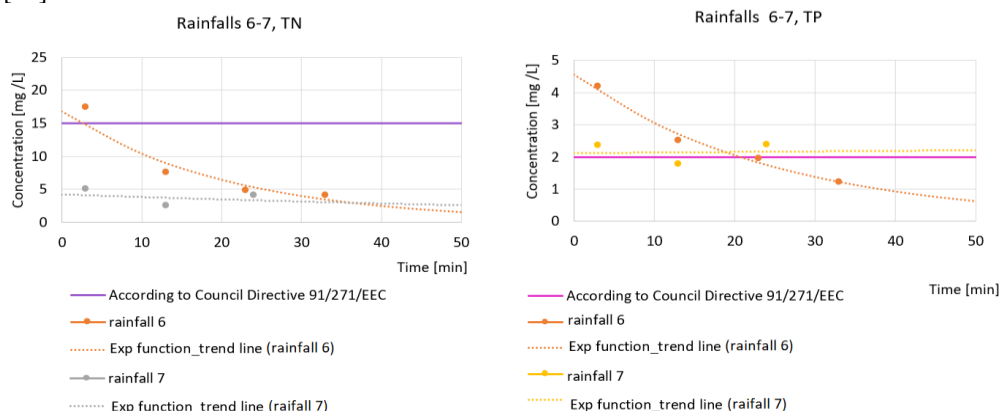 Rainfalls 6-7, TN
25
20
15
10
5
0
0 10 20 30 40 50
Concentration [mg /L]
Time [min]
According to Council Directive 91/271/EEC
rainfall 6
Exp function_trend line (rainfall 6)
rainfall 7
Exp function_trend line (raifall 7)
Rainfalls 6-7, TP
5
4
3
2
1
0
0 10 20 30 40 50
Concentration [mg /L]
Time [min]
According to Council Directive 91/271/EEC
rainfall 6
Exp function_trend line (rainfall 6)
rainfall 7
Exp function_trend line (raifall 7)